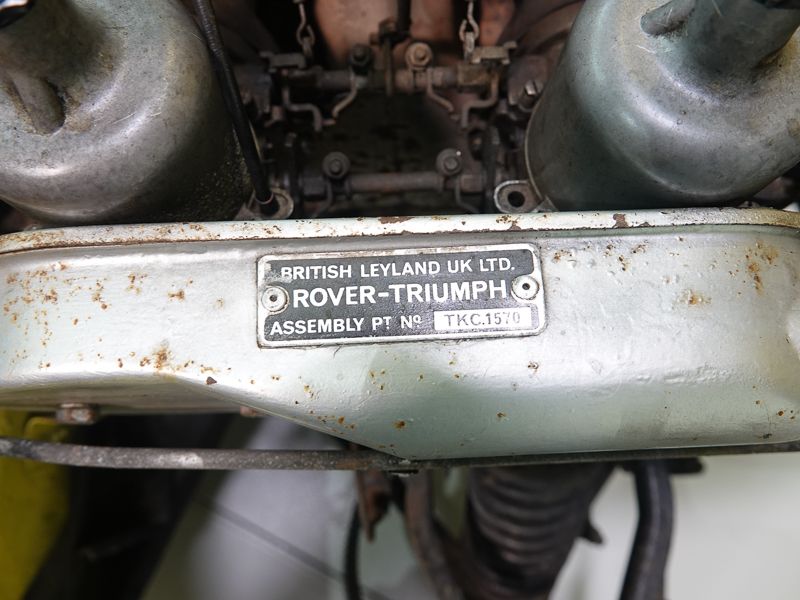 BRITISH LEYLAND UK LTD.
ROVER-TRIUMPH
ASSEMBLY PT Nº TKC.1570